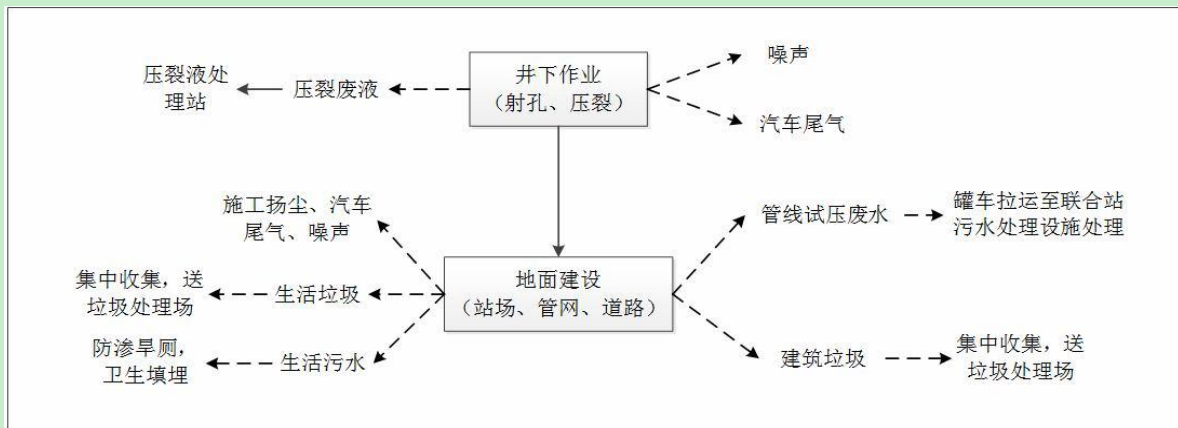 噪声
井下作业
（射孔、压裂）
压裂液处
理站
压裂废液
汽车尾气
施工扬尘、汽车
尾气、噪声
管线试压废水
罐车拉运至联合站
污水处理设施处理
集中收集，送
垃圾处理场
生活垃圾
地面建设
（站场、管网、道路）
防渗旱厕，
卫生填埋
生活污水
建筑垃圾
集中收集，送
垃圾处理场